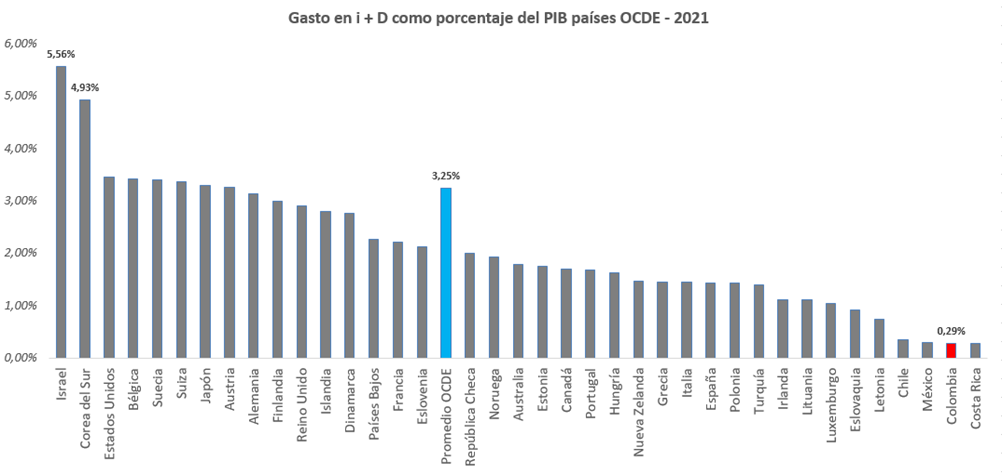 Gasto en i + D como porcentaje del PIB países OCDE - 2021
6,00%
5,00%
4,00%
3,00%
2,00%
1,00%
0,00%
5,56%
4,93%
3,25%
0,29%
Israel
Corea del Sur
Estados Unidos
Bélgica
Suecia
Suiza
Japón
Austria
Alemania
Finlandia
Reino Unido
Islandia
Dinamarca
Países Bajos
Francia
Eslovenia
Promedio OCDE
República Checa
Noruega
Australia
Estonia
Canadá
Portugal
Hungría
Nueva Zelanda
Grecia
Italia
España
Polonia
Turquía
Irlanda
Lituania
Luxemburgo
Eslovaquia
Letonia
Chile
México
Colombia
Costa Rica